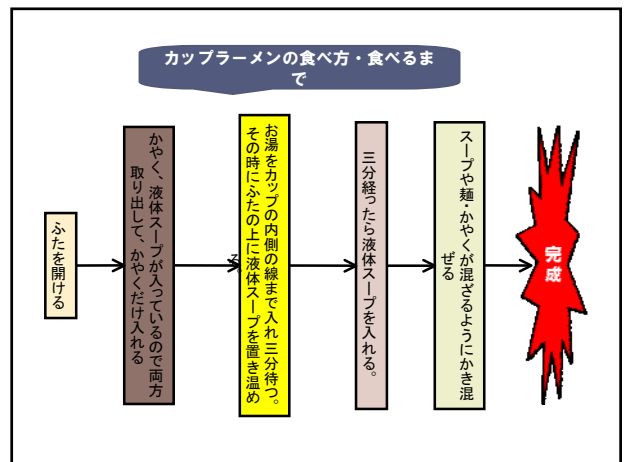 カップラーメンの食べ方・食べるま
で
ふたを開ける
かやく、液体スープが入っているので両方
取り出して、かやくだけ入れる
お湯をカップの内側の線まで入れ三分待つ。
その時にふたの上に液体スープを置き温め
る
三分経ったら液体スープを入れる。
スープや麺・かやくが混ざるようにかき混
ぜる
完成